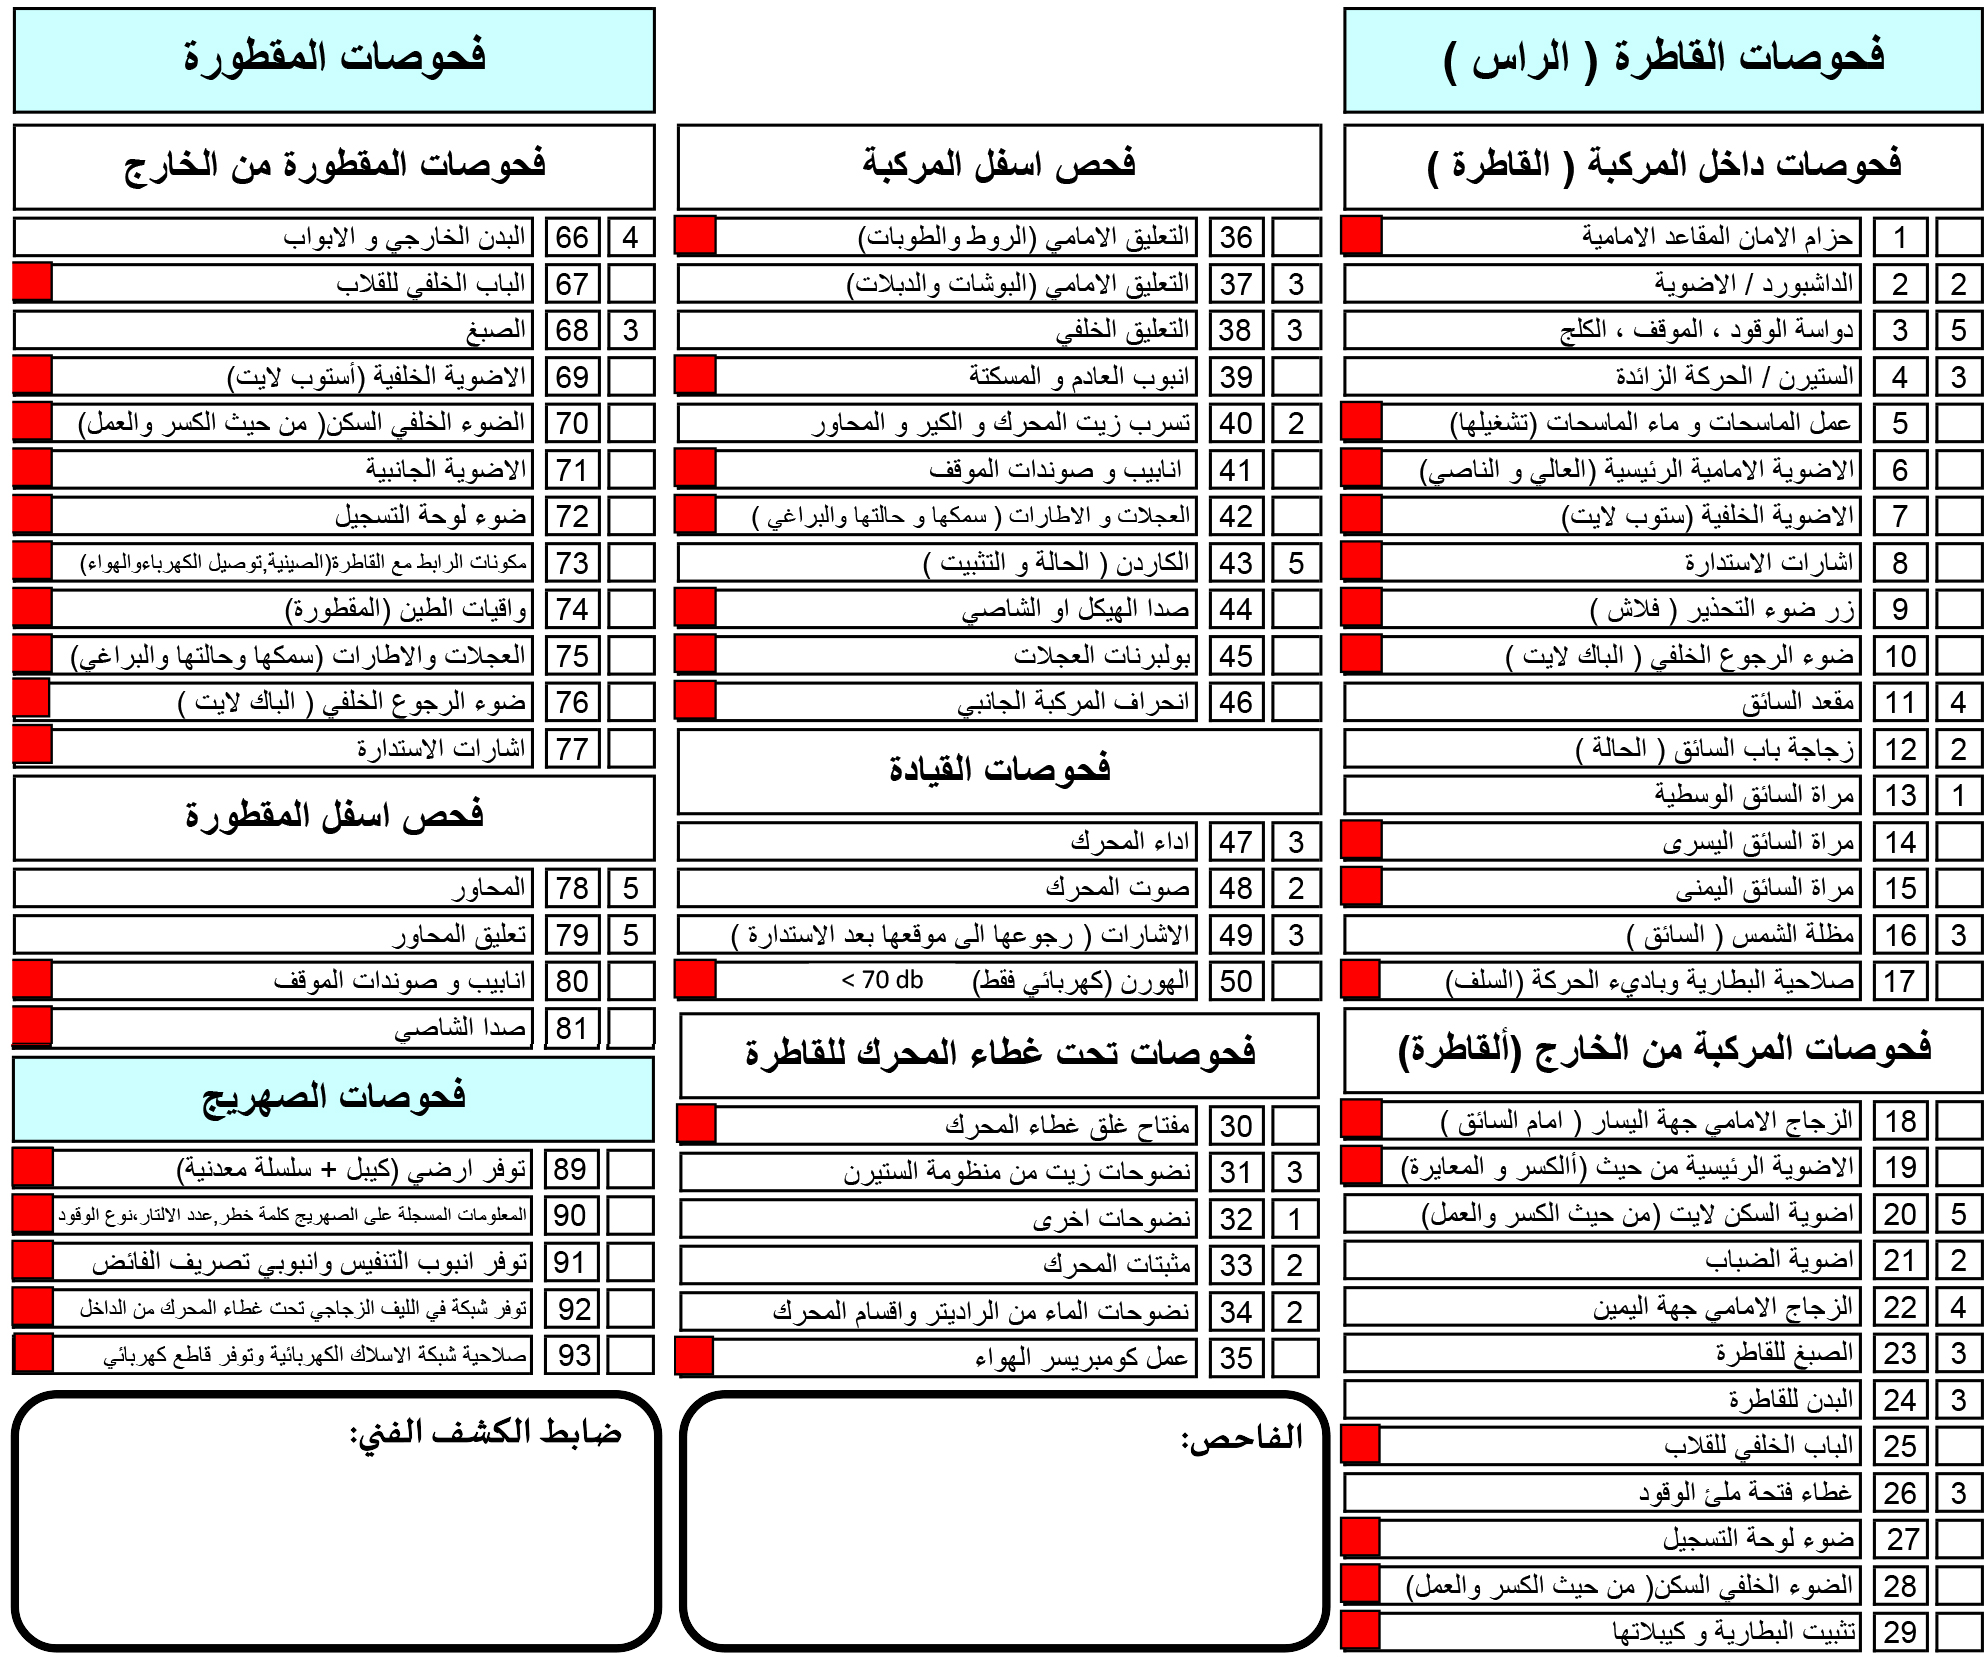 فحوصات القاطرة ( الراس )
فحوصات داخل المركبة ( القاطرة )
1 حزام الامان المقاعد الامامية
2 2 الداشبورد / الاضوية
5 3 دواسة الوقود ، الموقف ، الكلج
3 4 الستيرن / الحركة الزائدة
5 عمل الماسحات و ماء الماسحات (تشغيلها)
6 الاضوية الامامية الرئيسية (العالي و الناصي)
7 الاضوية الخلفية (ستوب لايت)
8 اشارات الاستدارة
9 زر ضوء التحذير ( فلاش )
10 ضوء الرجوع الخلفي ( الباك لايت )
4 11 مقعد السائق
2 12 زجاجة باب السائق ( الحالة )
1 13 مراة السائق الوسطية
14 مراة السائق اليسرى
15 مراة السائق اليمنى
3 16 مظلة الشمس ( السائق )
17 صلاحية البطارية وباديء الحركة (السلف)
فحوصات المركبة من الخارج (ألقاطرة)
18 الزجاج الامامي جهة اليسار ( امام السائق )
19 الاضوية الرئيسية من حيث (أالكسر و المعايرة)
5 20 اضوية السكن لايت (من حيث الكسر والعمل)
2 21 اضوية الضباب
4 22 الزجاج الامامي جهة اليمين
3 23 الصبغ للقاطرة
3 24 البدن للقاطرة
25 الباب الخلفي للقلاب
3 26 غطاء فتحة ملئ الوقود
27 ضوء لوحة التسجيل
28 الضوء الخلفي السكن( من حيث الكسر والعمل)
29 تثبيت البطارية و كيبلاتها
فحص اسفل المركبة
36 التعليق الامامي (الروط والطوبات)
3 37 التعليق الامامي (البوشات والدبلات)
3 38 التعليق الخلفي
39 انبوب العادم و المسكتة
2 40 تسرب زيت المحرك و الكير و المحاور
41 انابيب و صوندات الموقف
42 العجلات و الاطارات ( سمكها و حالتها والبراغي )
5 43 الكاردن ( الحالة و التثبيت )
44 صدا الهيكل او الشاصي
45 بولبرنات العجلات
46 انحراف المركبة الجانبي
فحوصات القيادة
3 47 اداء المحرك
2 48 صوت المحرك
3 49 الاشارات ( رجوعها الى موقعها بعد الاستدارة )
50 الهورن (كهربائي فقط) < 70 db
فحوصات تحت غطاء المحرك للقاطرة
30 مفتاح غلق غطاء المحرك
3 31 نضوحات زيت من منظومة الستيرن
1 32 نضوحات اخرى
2 33 مثبتات المحرك
2 34 نضوحات الماء من الراديتر واقسام المحرك
35 عمل كومبريسر الهواء
الفاحص:
فحوصات المقطورة
فحوصات المقطورة من الخارج
4 66 البدن الخارجي و الابواب
67 الباب الخلفي للقلاب
3 68 الصبغ
69 الاضوية الخلفية (أستوب لايت)
70 الضوء الخلفي السكن( من حيث الكسر والعمل)
71 الاضوية الجانبية
72 ضوء لوحة التسجيل
73 مكونات الرابط مع القاطرة(الصينية,توصيل الكهرباءوالهواء)
74 واقيات الطين (المقطورة)
75 العجلات والاطارات (سمكها وحالتها والبراغي)
76 ضوء الرجوع الخلفي ( الباك لايت )
77 اشارات الاستدارة
فحص اسفل المقطورة
5 78 المحاور
5 79 تعليق المحاور
80 انابيب و صوندات الموقف
81 صدا الشاصي
فحوصات الصهريج
89 توفر ارضي (كيبل + سلسلة معدنية)
90 المعلومات المسجلة على الصهريج كلمة خطر,عدد الالتار،نوع الوقود
91 توفر انبوب التنفيس وانبوبي تصريف الفائض
92 توفر شبكة في الليف الزجاجي تحت غطاء المحرك من الداخل
93 صلاحية شبكة الاسلاك الكهربائية وتوفر قاطع كهربائي
ضابط الكشف الفني: